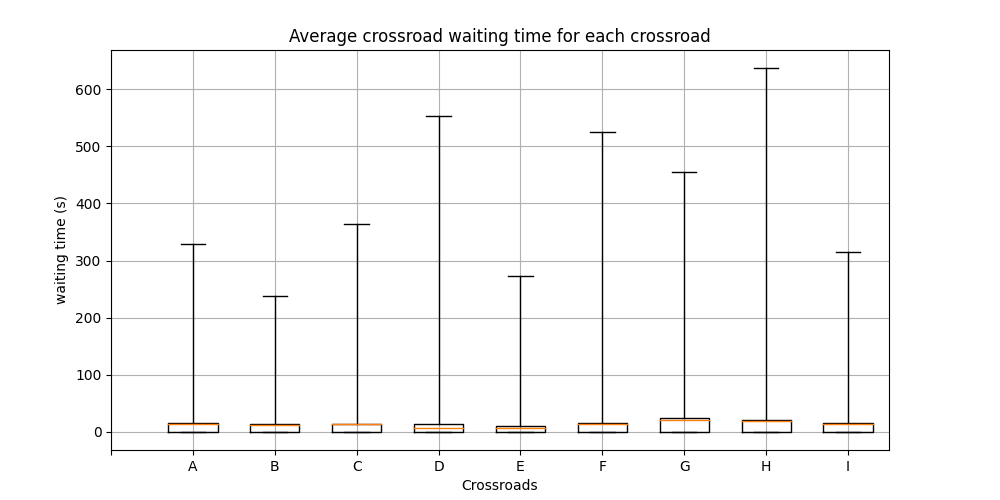 Average crossroad waiting time for each crossroad
waiting time (s)
600
500
400
300
200
100
0
A B C D E F G H I
Crossroads